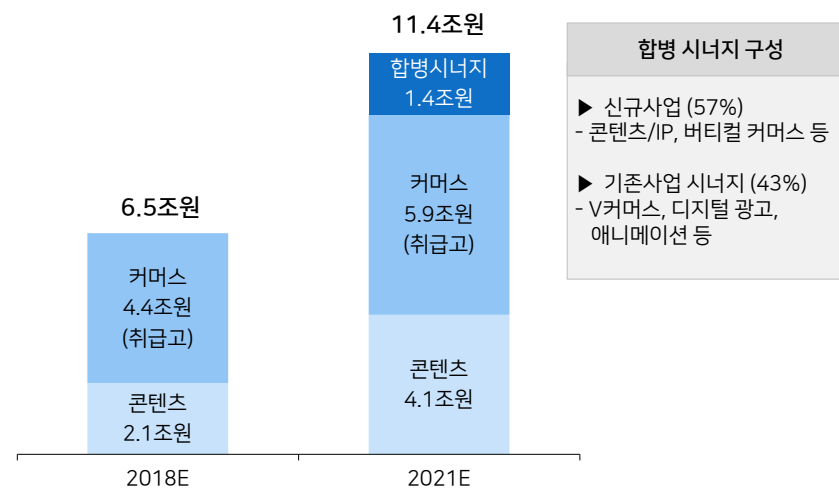 11.4조원
합병시너지
1.4조원
커머스
5.9조원
(취급고)
콘텐츠
4.1조원
6.5조원
커머스
4.4조원
(취급고)
콘텐츠
2.1조원
2018E
2021E
합병 시너지 구성
▶ 신규사업 (57%)
- 콘텐츠/IP, 버티컬 커머스 등
▶ 기존사업 시너지 (43%)
- V커머스, 디지털 광고,
애니메이션 등